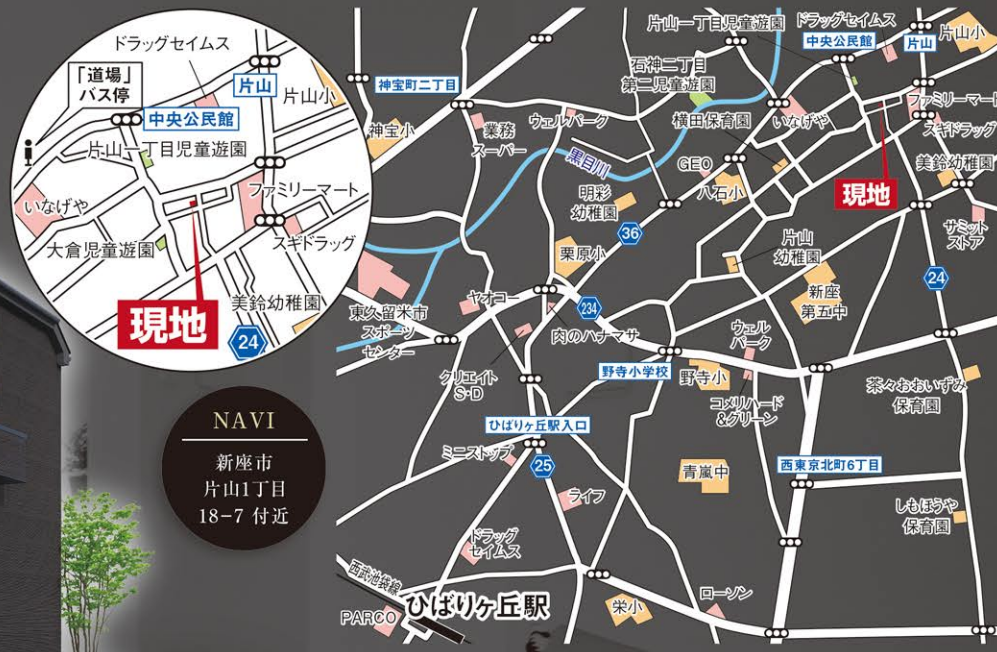 ドラッグセイムス
「道場」
バス停
片山
中央公民館
片山小
片山一丁目児童遊園
いなげや
ファミリーマート
大倉児童遊園
スギドラッグ
現地
美鈴幼稚園
24
NAVI
新座市
片山1丁目
18-7 付近
片山一丁目児童遊園
ドラッグセイムス
中央公民館
片山
片山小
神宝町二丁目
石神二丁目
第二児童遊園
神宝小
業務
スーパー
ウェルパーク
横田保育園
いなげや
ファミリーマート
スギドラッグ
黒目川
GEO
八石小
美鈴幼稚園
現地
明彩
幼稚園
36
サミット
ストア
栗原小
片山
幼稚園
24
東久留米市
スポーツ
センター
ヤオコー
234
新座
第五中
肉のハナマサ
ウェル
パーク
クリエイト
S・D
野寺小学校
野寺小
コメリハード
&グリーン
茶々おおいずみ
保育園
ひばりヶ丘駅入口
ミニストップ
25
青嵐中
西東京北町6丁目
ライフ
しもほうや
保育園
ドラッグ
セイムス
西武池袋線
ひばりヶ丘駅
PARCO
栄小
ローソン